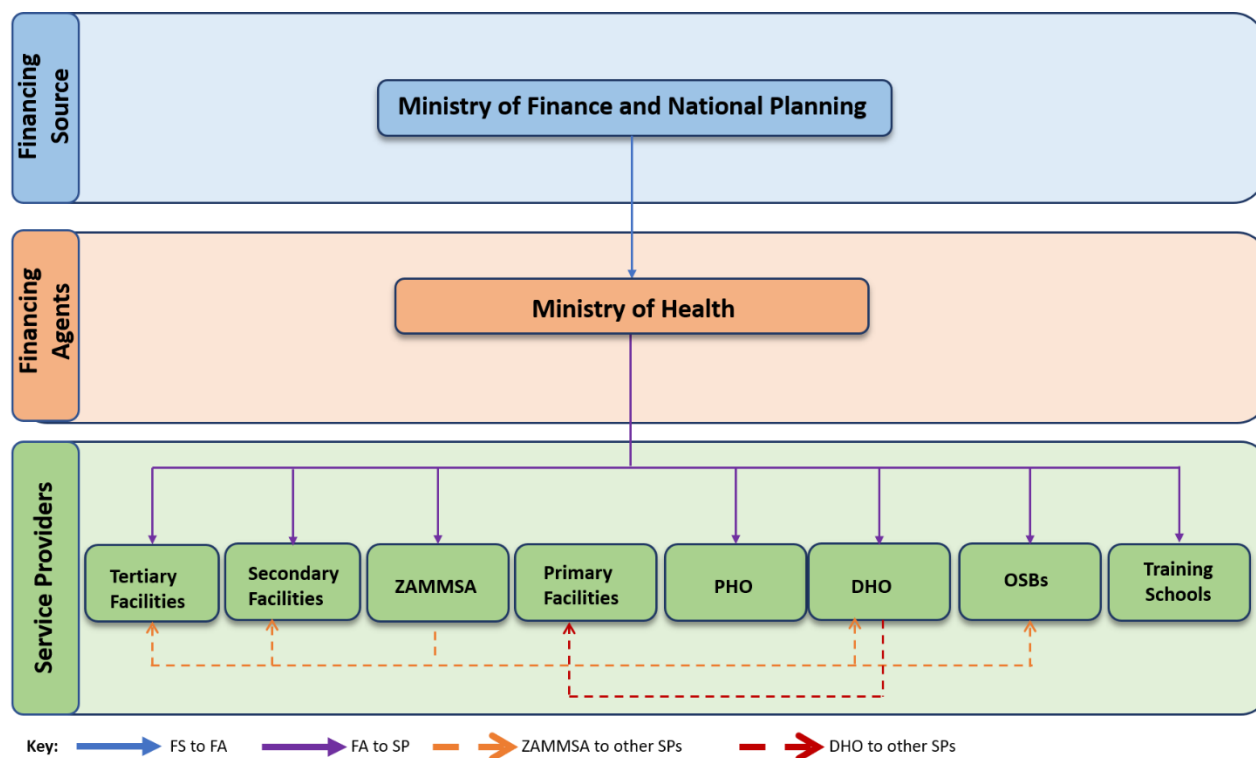 Financing
Source
Ministry of Finance and National Planning
Financing
Agents
Ministry of Health
Service Providers
Tertiary
Facilities
Secondary
Facilities
ZAMMSA
Primary
Facilities
PHO
DHO
OSBs
Training
Schools
Key: FS to FA FA to SP ZAMMSA to other SPs DHO to other SPs